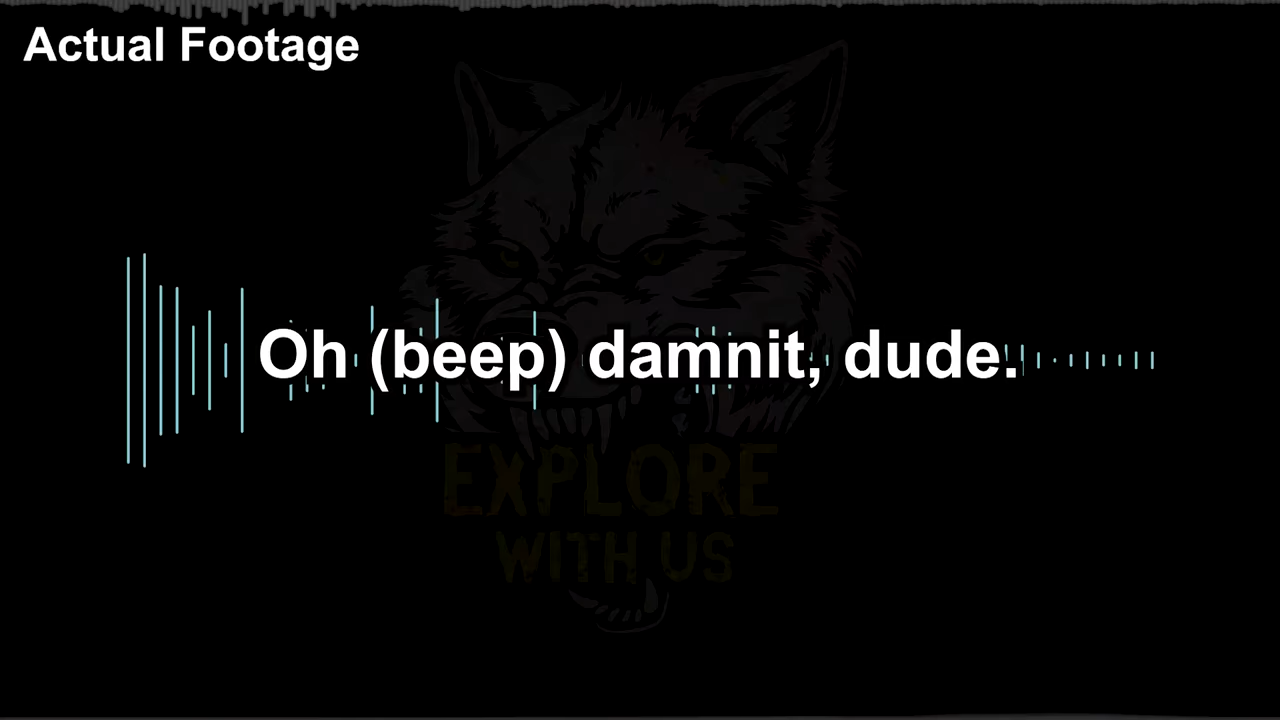 Actual Footage
Oh (beep) damnit, dude.
EXPLORE
WITH US